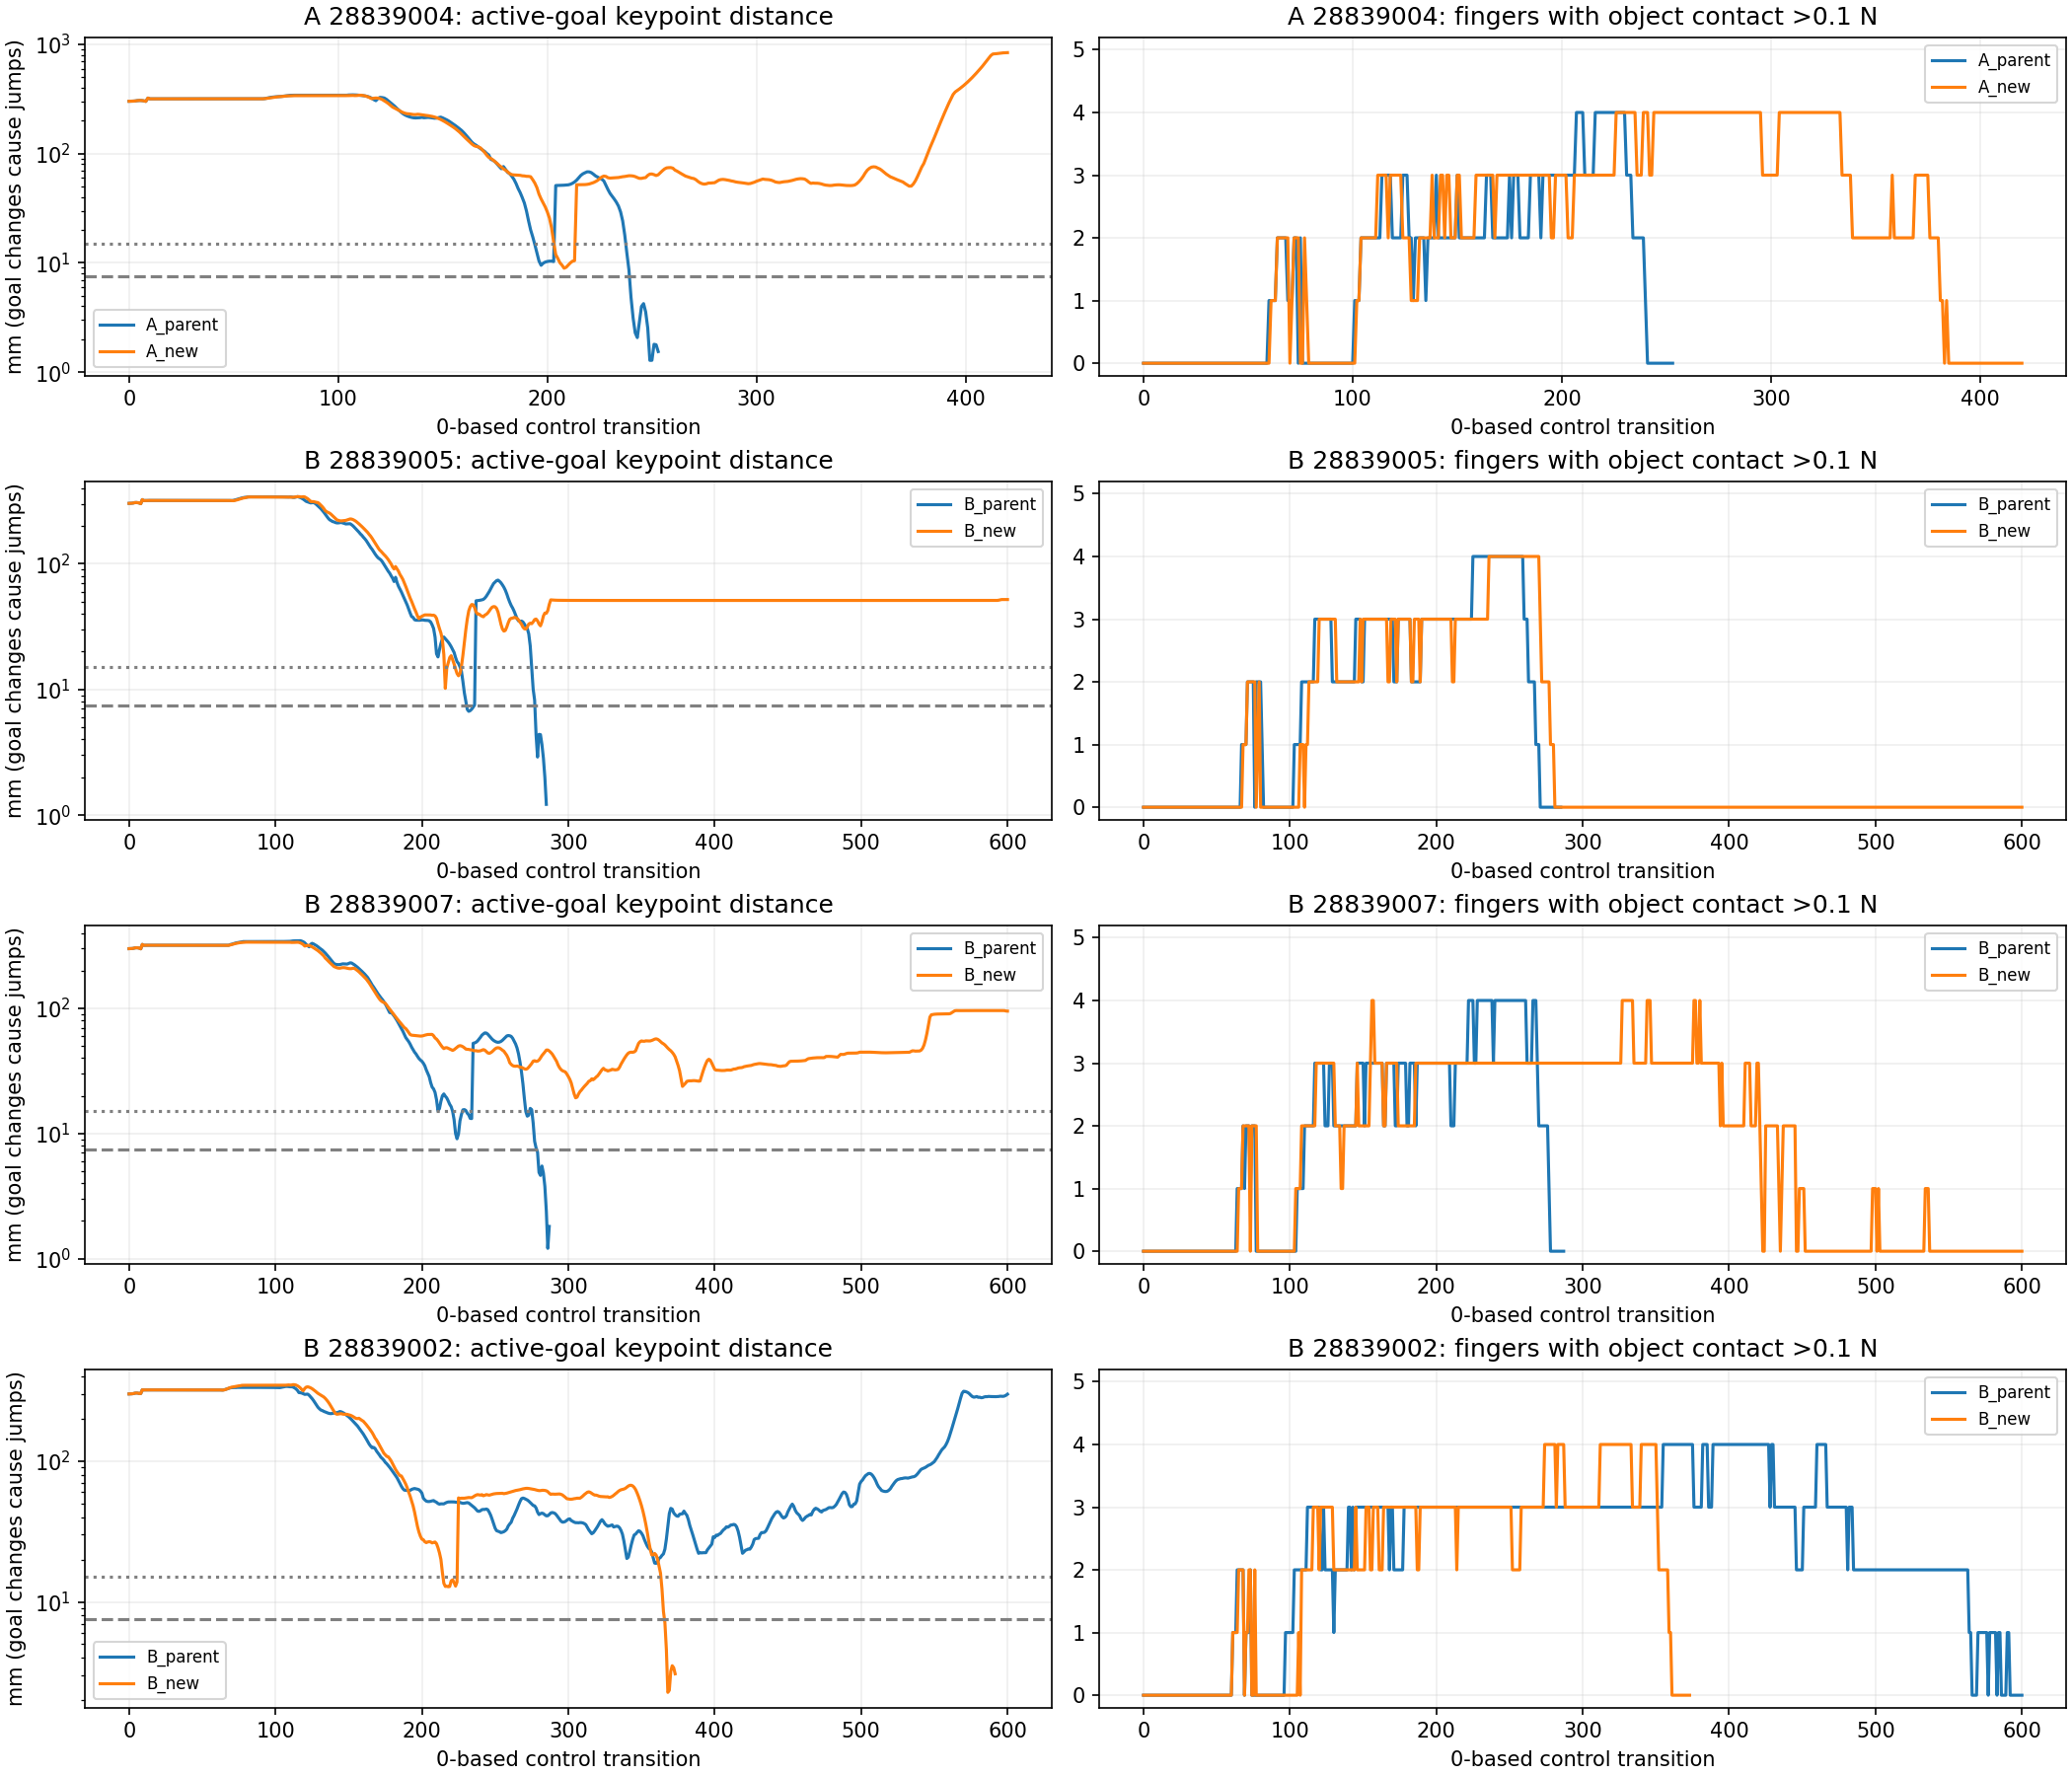 A 28839004: active-goal keypoint distance
mm (goal changes cause jumps)
10³
10²
10¹
10⁰
A_parent
A_new
0 100 200 300 400
0-based control transition
A 28839004: fingers with object contact >0.1 N
5
4
3
2
1
0
A_parent
A_new
0 100 200 300 400
0-based control transition
B 28839005: active-goal keypoint distance
mm (goal changes cause jumps)
10²
10¹
10⁰
B_parent
B_new
0 100 200 300 400 500 600
0-based control transition
B 28839005: fingers with object contact >0.1 N
5
4
3
2
1
0
B_parent
B_new
0 100 200 300 400 500 600
0-based control transition
B 28839007: active-goal keypoint distance
mm (goal changes cause jumps)
10²
10¹
10⁰
B_parent
B_new
0 100 200 300 400 500 600
0-based control transition
B 28839007: fingers with object contact >0.1 N
5
4
3
2
1
0
B_parent
B_new
0 100 200 300 400 500 600
0-based control transition
B 28839002: active-goal keypoint distance
mm (goal changes cause jumps)
10²
10¹
B_parent
B_new
0 100 200 300 400 500 600
0-based control transition
B 28839002: fingers with object contact >0.1 N
5
4
3
2
1
0
B_parent
B_new
0 100 200 300 400 500 600
0-based control transition